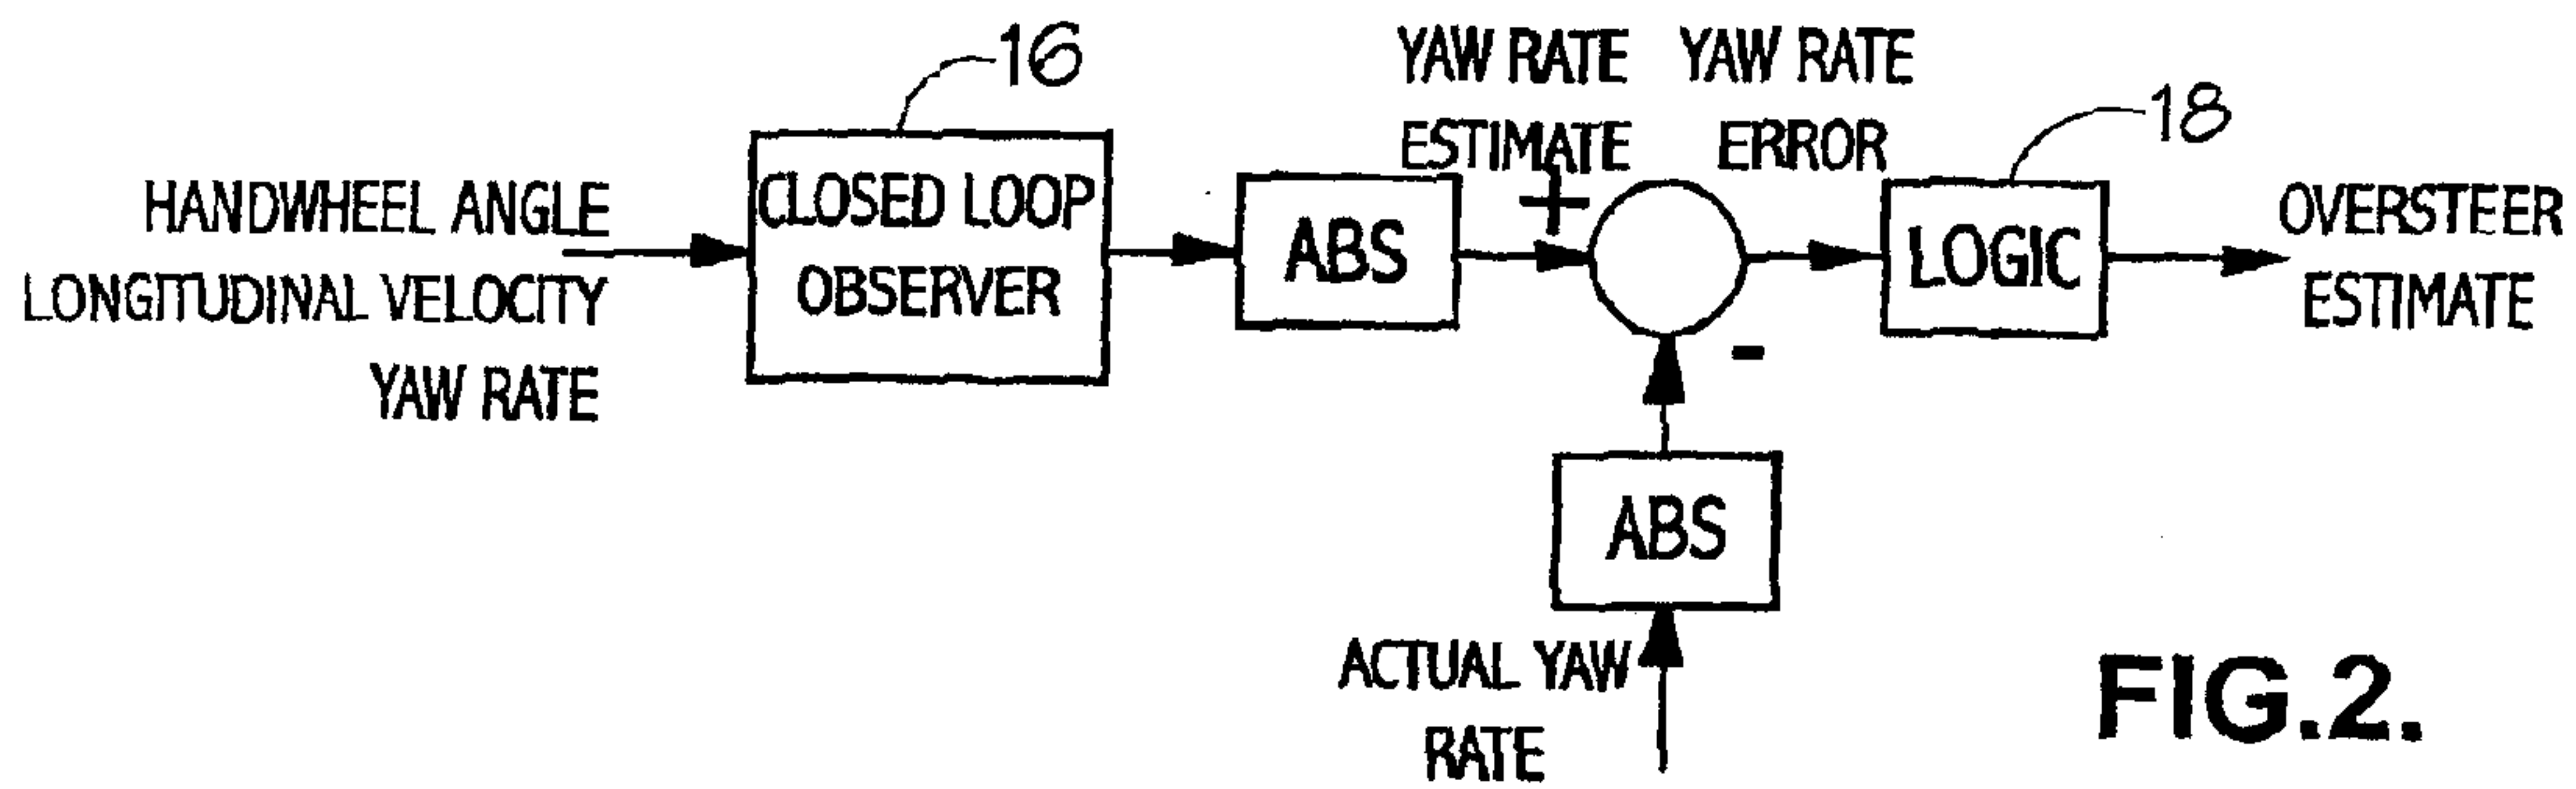 16
YAW RATE
ESTIMATE
YAW RATE
ERROR
18
HANDWHEEL ANGLE
LONGITUDINAL VELOCITY
YAW RATE
CLOSED LOOP
OBSERVER
ABS
+
-
LOGIC
OVERSTEER
ESTIMATE
ABS
ACTUAL YAW
RATE
FIG.2.